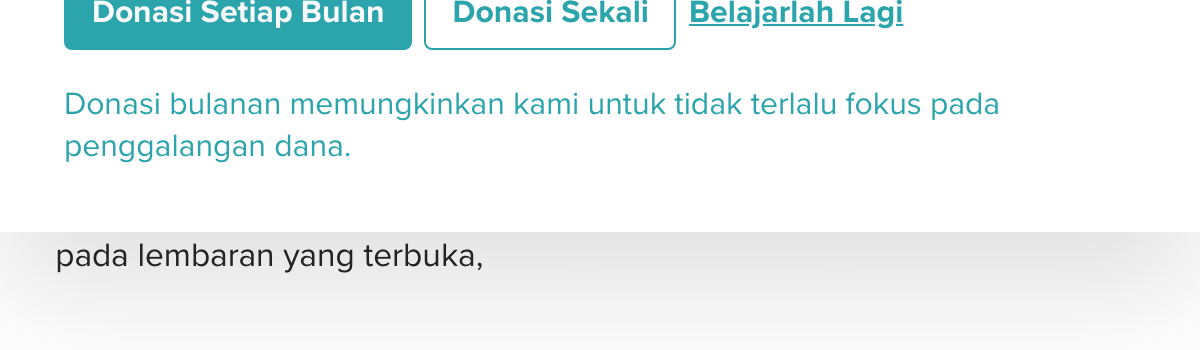 Donasi Setiap Bulan Donasi Sekali Belajarlah Lagi
Donasi bulanan memungkinkan kami untuk tidak terlalu fokus pada
penggalangan dana.
pada lembaran yang terbuka,